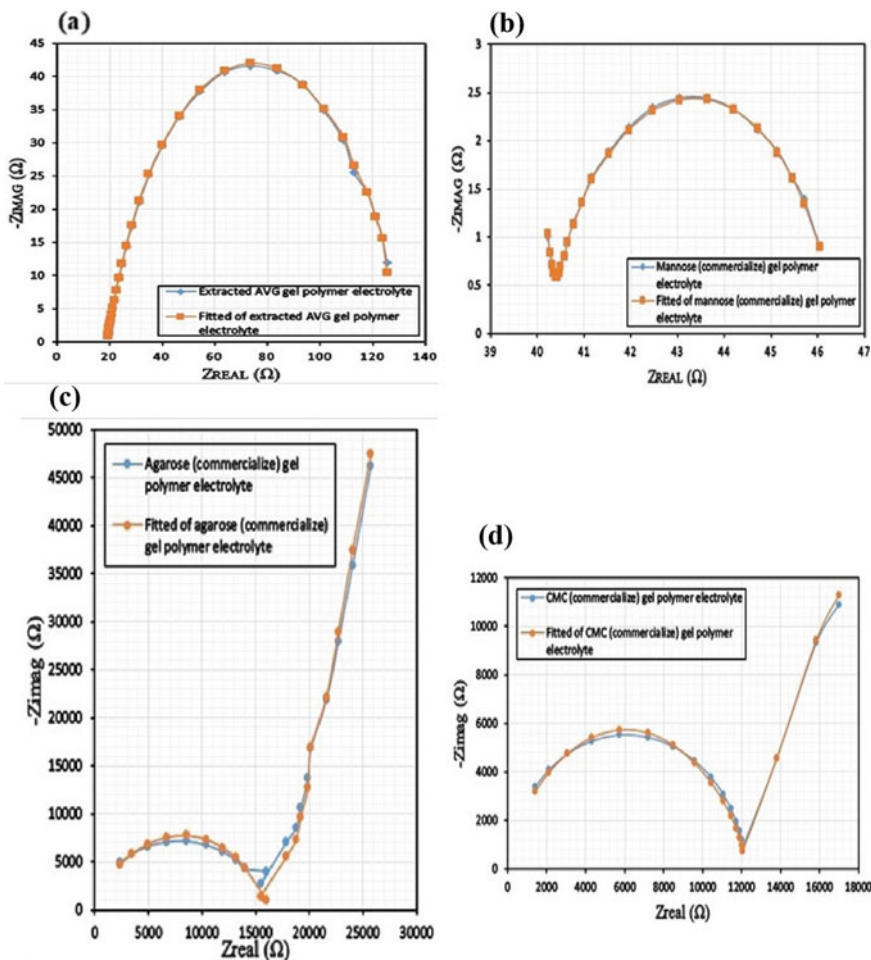 (a)
45
40
35
30
25
20
15
10
5
0
-ZIMAG (Ω)
Extracted AVG gel polymer electrolyte
Fitted of extracted AVG gel polymer
electrolyte
0 20 40 60 80 100 120 140
ZREAL (Ω)
(b)
3
2.5
2
1.5
1
0.5
0
-ZIMAG (Ω)
Mannose (commercialize) gel polymer
electrolyte
Fitted of mannose (commercialize) gel polymer
electrolyte
39 40 41 42 43 44 45 46 47
ZREAL (Ω)
(c)
50000
45000
40000
35000
30000
25000
20000
15000
10000
5000
0
-Zimag (Ω)
Agarose (commercialize) gel
polymer electrolyte
Fitted of agarose (commercialize)
gel polymer electrolyte
0 5000 10000 15000 20000 25000 30000
Zreal (Ω)
(d)
12000
10000
8000
6000
4000
2000
0
-Zimag (Ω)
CMC (commercialize) gel polymer electrolyte
Fitted of CMC (commercialize) gel polymer
electrolyte
0 2000 4000 6000 8000 10000 12000 14000 16000 18000
Zreal (Ω)